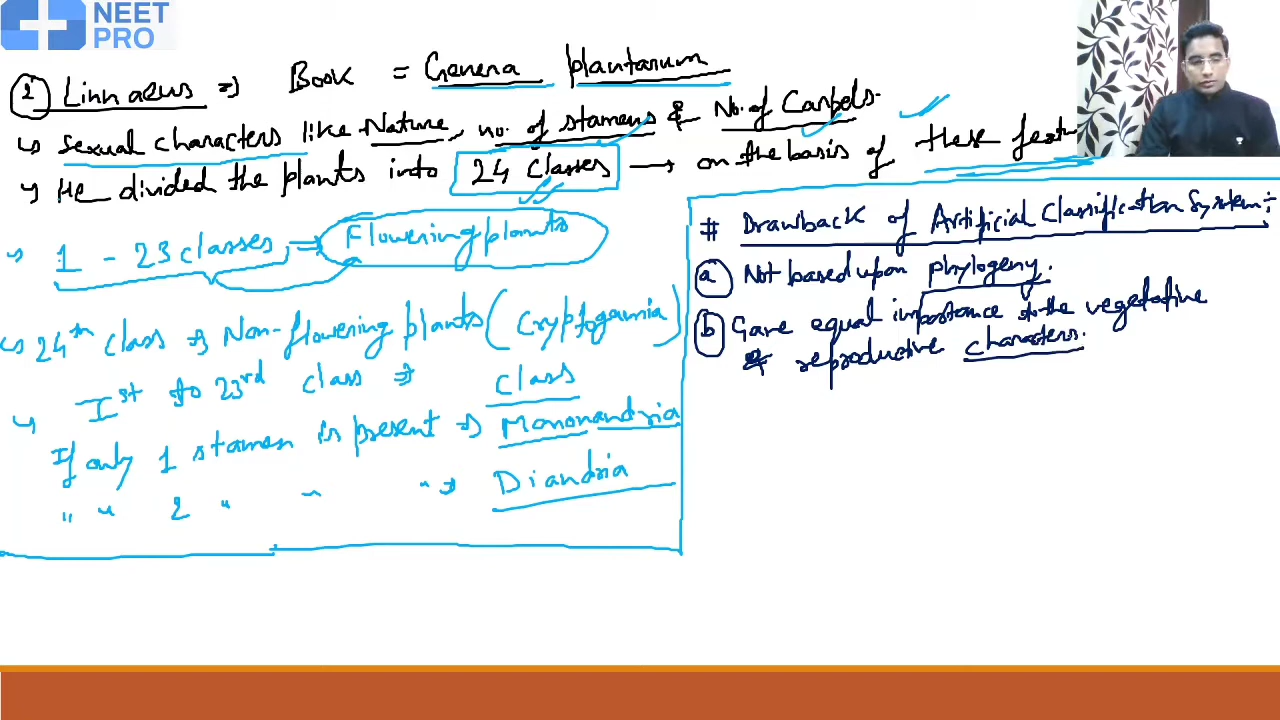 NEET
PRO
② Linnaeus ⇒ Book = Genera plantarum
↳ Sexual characters like Nature, no. of stamens & No. of Carpels.
↳ He divided the plants into 24 Classes → on the basis of these featu
↳ 1 - 23 classes ⇒ Flowering plants
↳ 24th class ⇒ Non-flowering plants (Cryptogamia)
Ist to 23rd class ⇒ Class
↳ If only 1 stamen is present ⇒ Monandria
" " 2 " " " ⇒ Diandria
# Drawback of Artificial Classification System :-
(a) Not based upon phylogeny.
(b) Gave equal importance to the vegetative
& reproductive characters.